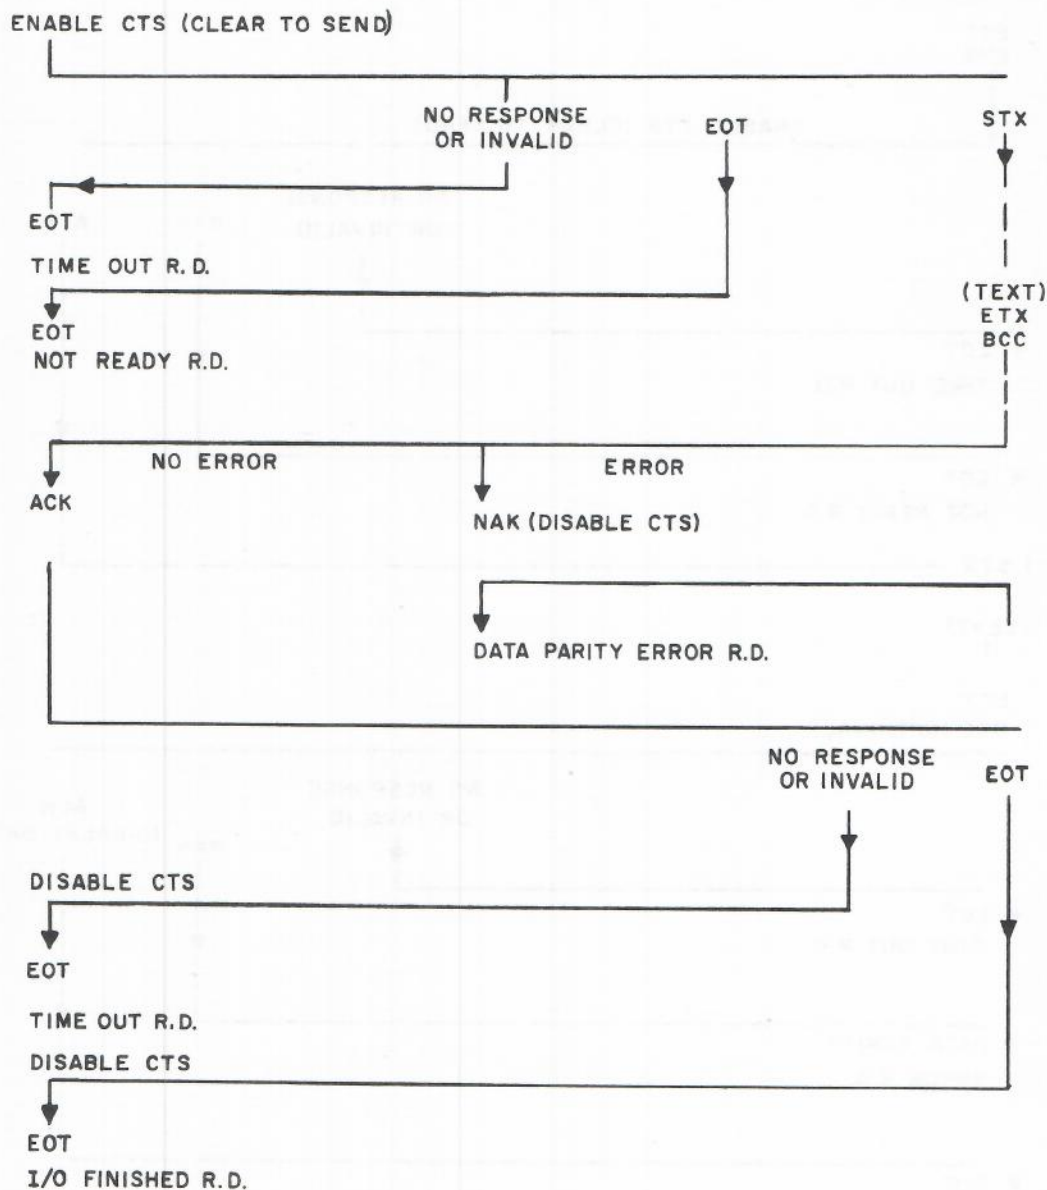 ENABLE CTS (CLEAR TO SEND)
NO RESPONSE
OR INVALID
EOT
STX
EOT
TIME OUT R.D.
EOT
NOT READY R.D.
(TEXT)
ETX
BCC
NO ERROR
ERROR
ACK
NAK (DISABLE CTS)
DATA PARITY ERROR R.D.
NO RESPONSE
OR INVALID
EOT
DISABLE CTS
EOT
TIME OUT R.D.
DISABLE CTS
EOT
I/O FINISHED R.D.